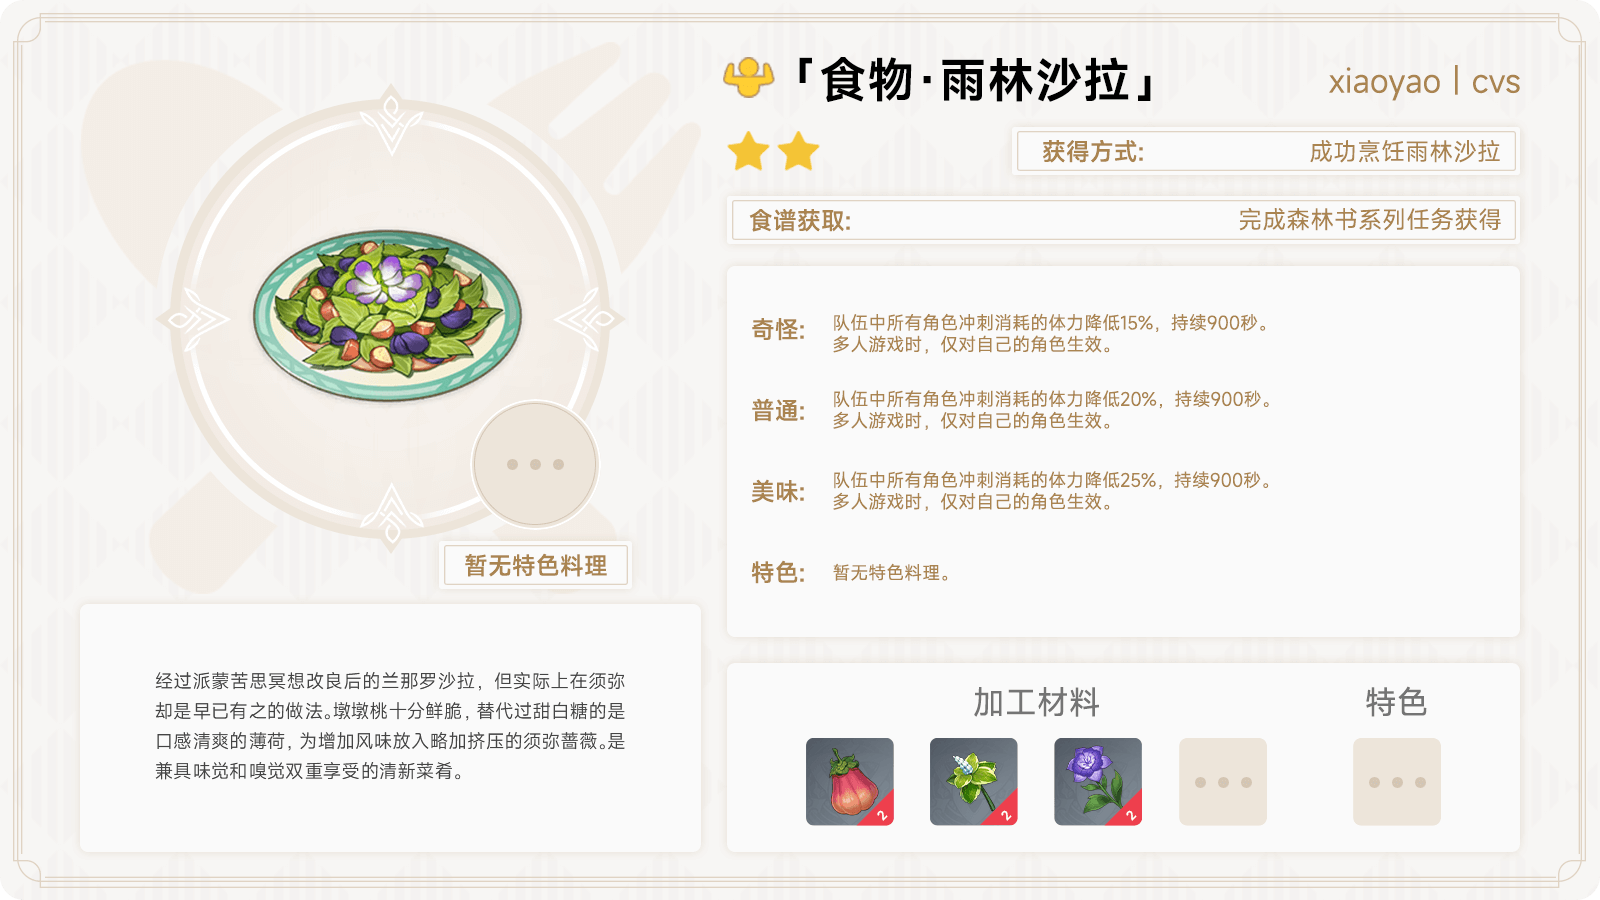 「食物·雨林沙拉」
xiaoyao | cvs
获得方式:
成功烹饪雨林沙拉
食谱获取:
完成森林书系列任务获得
奇怪:
队伍中所有角色冲刺消耗的体力降低15%，持续900秒。
多人游戏时，仅对自己的角色生效。
普通:
队伍中所有角色冲刺消耗的体力降低20%，持续900秒。
多人游戏时，仅对自己的角色生效。
美味:
队伍中所有角色冲刺消耗的体力降低25%，持续900秒。
多人游戏时，仅对自己的角色生效。
特色:
暂无特色料理。
暂无特色料理
经过派蒙苦思冥想改良后的兰那罗沙拉，但实际上在须弥
却是早已有之的做法。墩墩桃十分鲜脆，替代过甜白糖的是
口感清爽的薄荷，为增加风味放入略加挤压的须弥蔷薇。是
兼具味觉和嗅觉双重享受的清新菜肴。
加工材料
特色
2
2
2